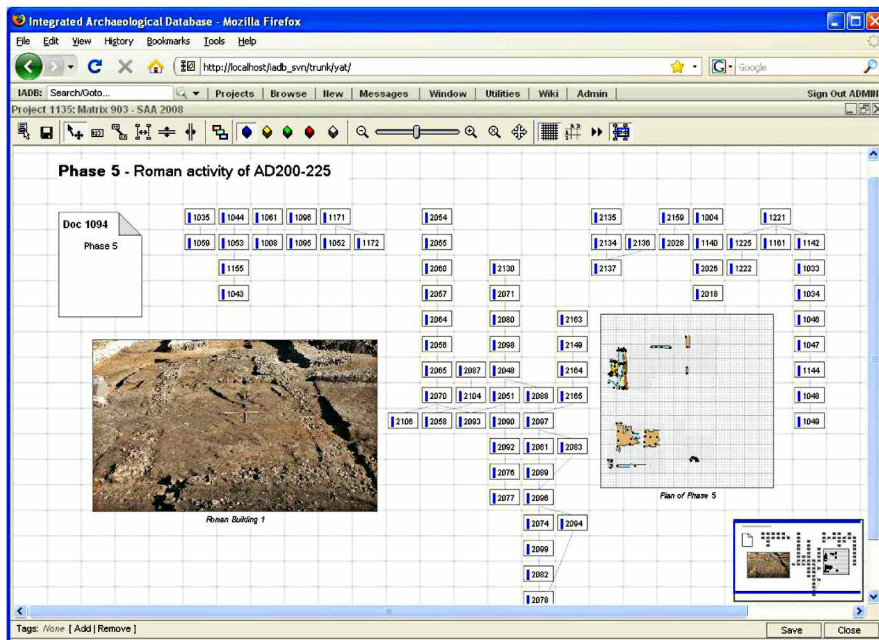 Integrated Archaeological Database - Mozilla Firefox
File Edit View History Bookmarks Tools Help
http://localhost/iadb_svn/trunk/yat/
Google
IADB: Search/Goto... Projects Browse New Messages Window Utilities Wiki Admin Sign Out ADMIN
Project 1135: Matrix 903 - SAA 2008
Phase 5 - Roman activity of AD200-225
Doc 1094
Phase 5
1035 1044 1061 1096 1171 2054 2135 2159 1004 1221
1059 1053 1008 1095 1052 1172 2055 2134 2136 2028 1140 1225 1161 1142
1155 2060 2130 2137 2026 1222 1033
1043 2057 2071 2018 1034
2064 2080 2163 1046
2056 2098 2149 1047
2065 2087 2048 2164 1144
2070 2104 2051 2088 2165 1048
2106 2058 2093 2090 2097 1049
2092 2061 2083
2076 2089
2077 2096
2074 2094
2099
2082
2078
Roman Building 1
Plan of Phase 5
Tags: None [ Add | Remove ] Save Close